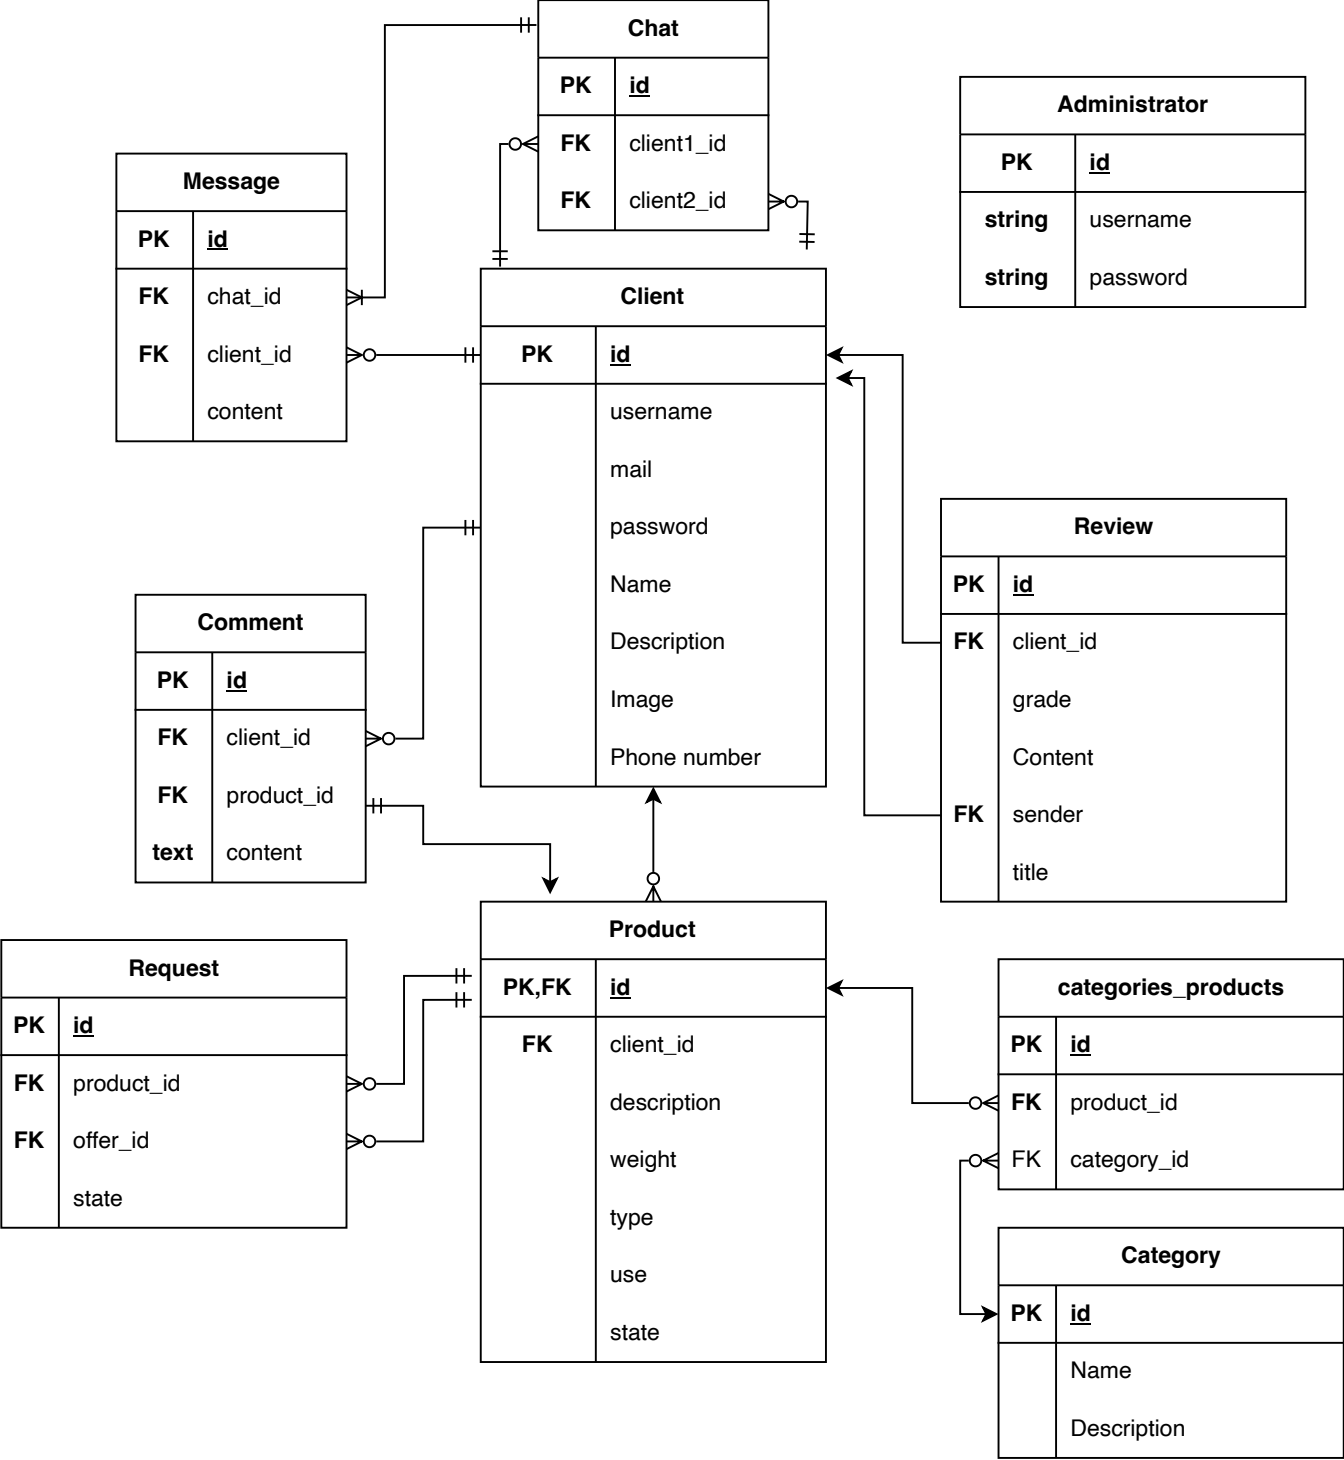 Chat
PK id
FK client1_id
FK client2_id
Administrator
PK id
string username
string password
Message
PK id
FK chat_id
FK client_id
content
Client
PK id
username
mail
password
Name
Description
Image
Phone number
Review
PK id
FK client_id
grade
Content
FK sender
title
Comment
PK id
FK client_id
FK product_id
text content
Product
PK,FK id
FK client_id
description
weight
type
use
state
Request
PK id
FK product_id
FK offer_id
state
categories_products
PK id
FK product_id
FK category_id
Category
PK id
Name
Description